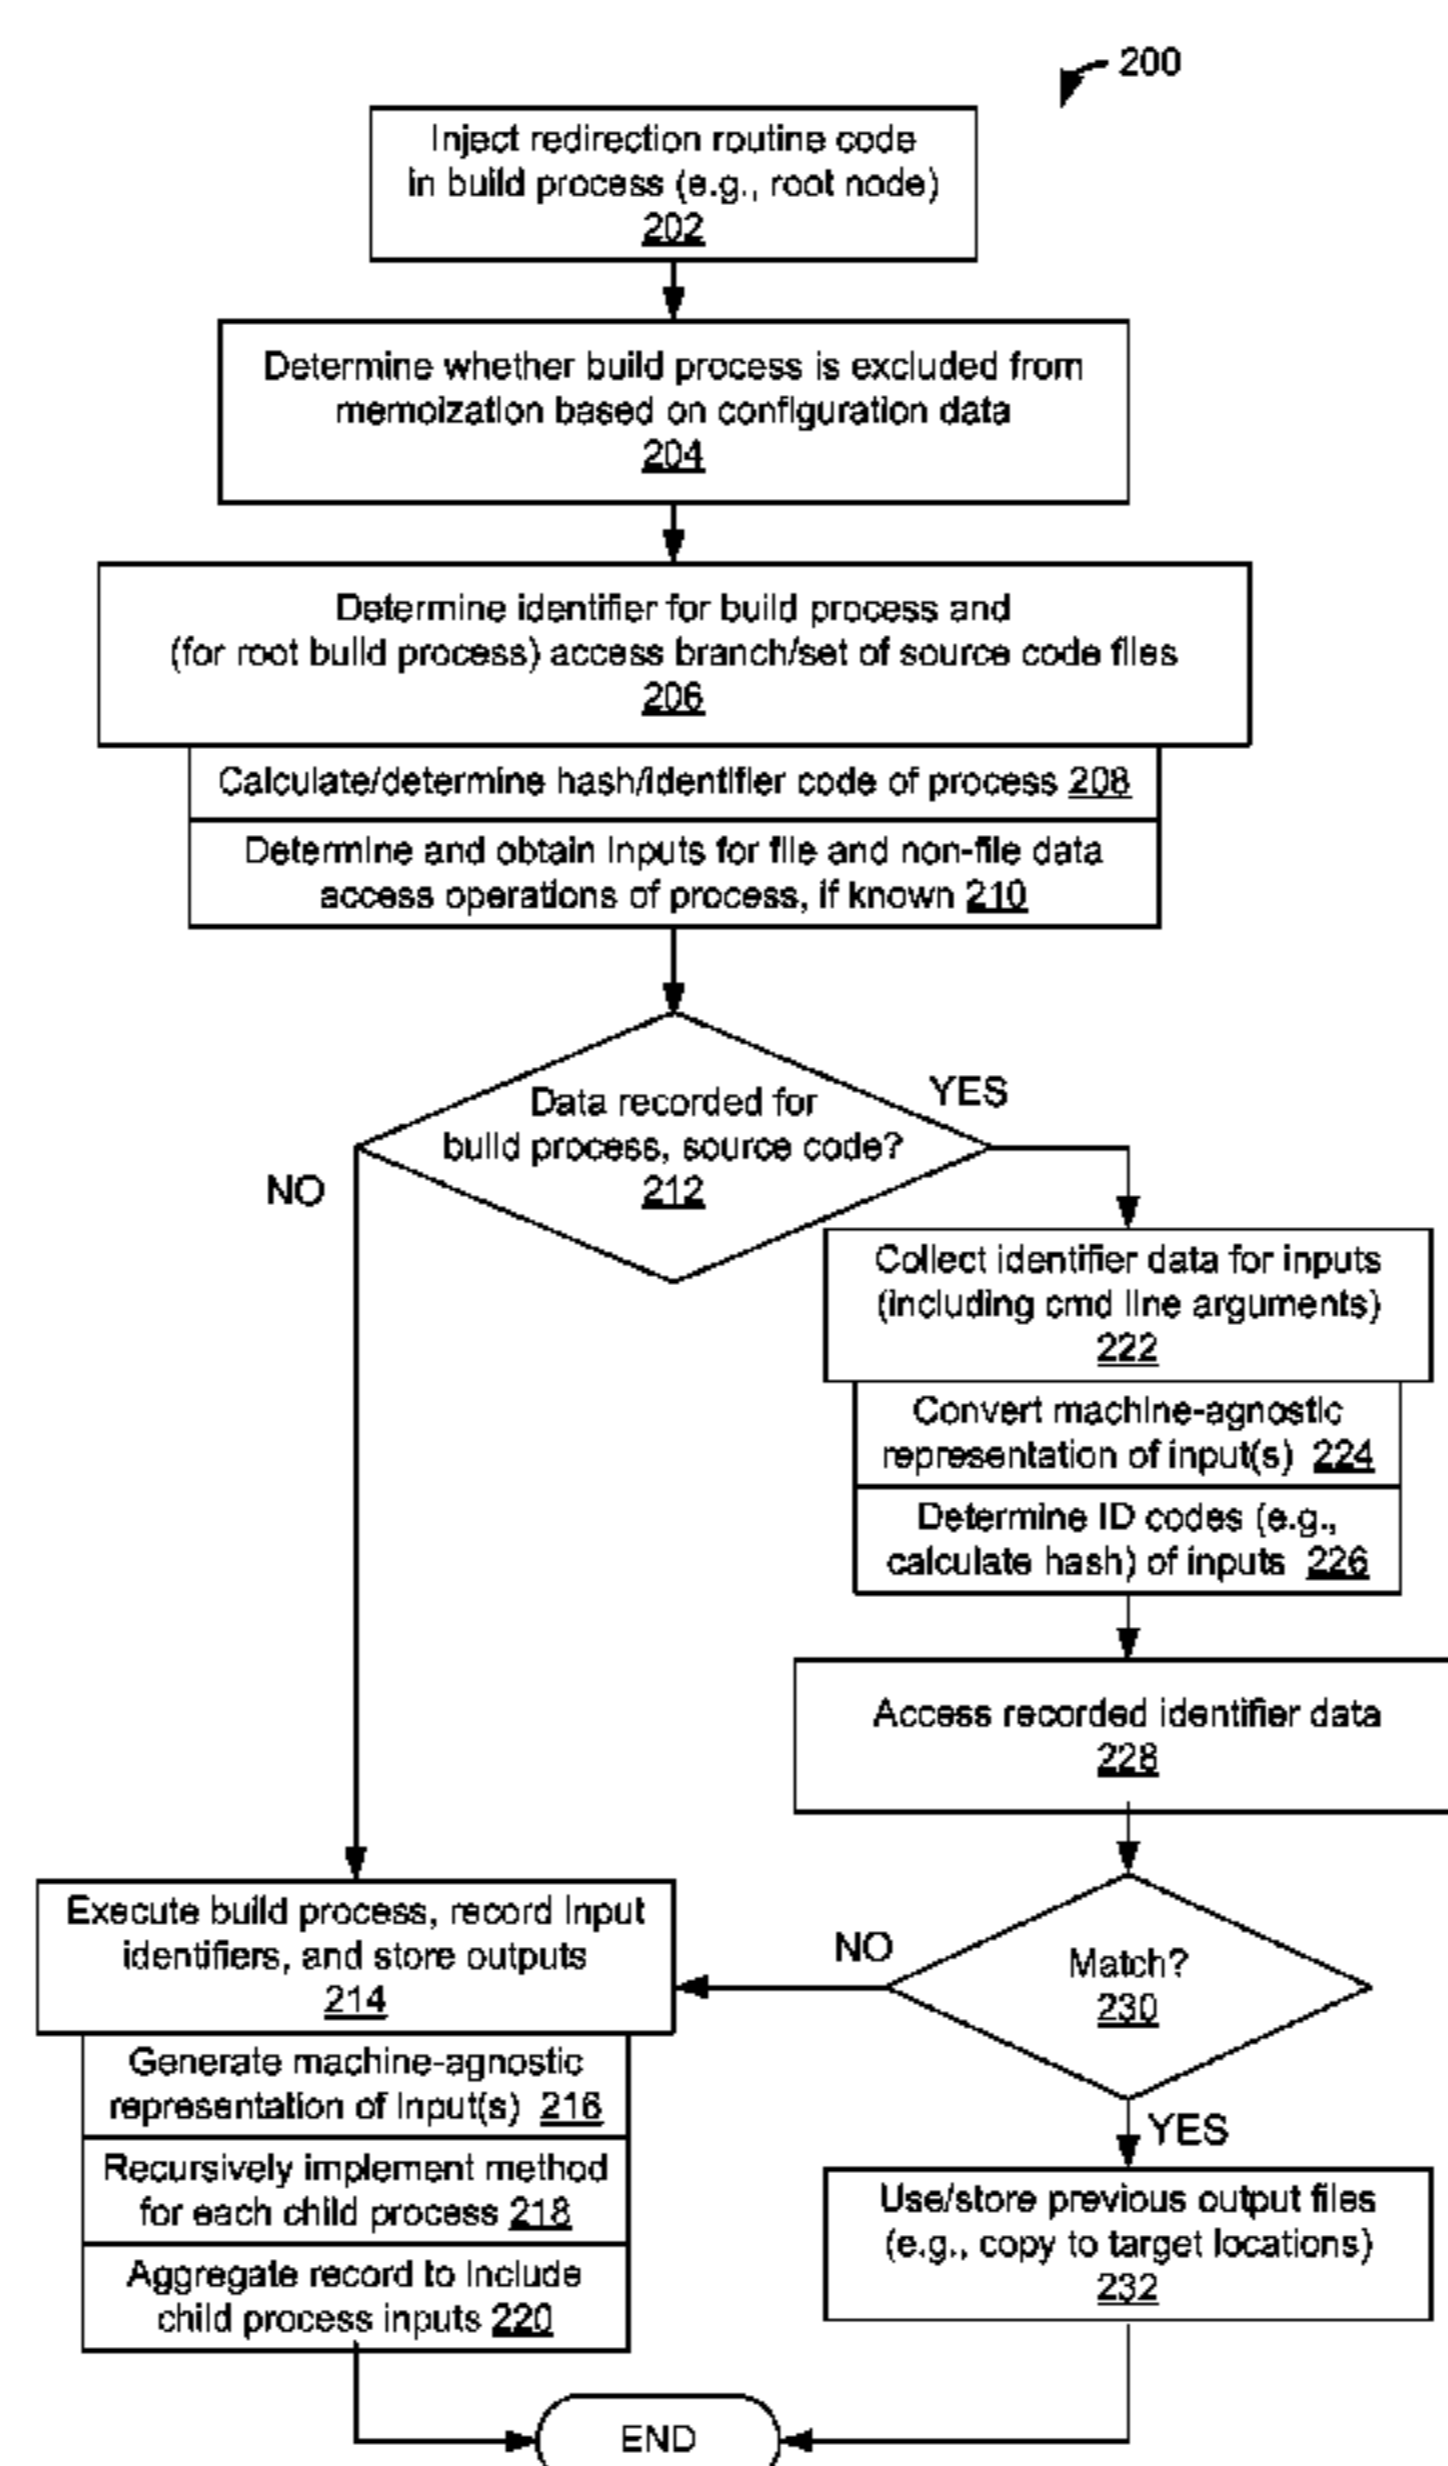 200
Inject redirection routine code
in build process (e.g., root node)
202
Determine whether build process is excluded from
memoization based on configuration data
204
Determine identifier for build process and
(for root build process) access branch/set of source code files
206
Calculate/determine hash/identifier code of process 208
Determine and obtain inputs for file and non-file data
access operations of process, if known 210
Data recorded for
build process, source code?
212
YES
NO
Collect identifier data for inputs
(including cmd line arguments)
222
Convert machine-agnostic
representation of input(s) 224
Determine ID codes (e.g.,
calculate hash) of inputs 226
Access recorded identifier data
228
Match?
230
NO
YES
Execute build process, record input
identifiers, and store outputs
214
Generate machine-agnostic
representation of input(s) 216
Recursively implement method
for each child process 218
Aggregate record to include
child process inputs 220
Use/store previous output files
(e.g., copy to target locations)
232
END